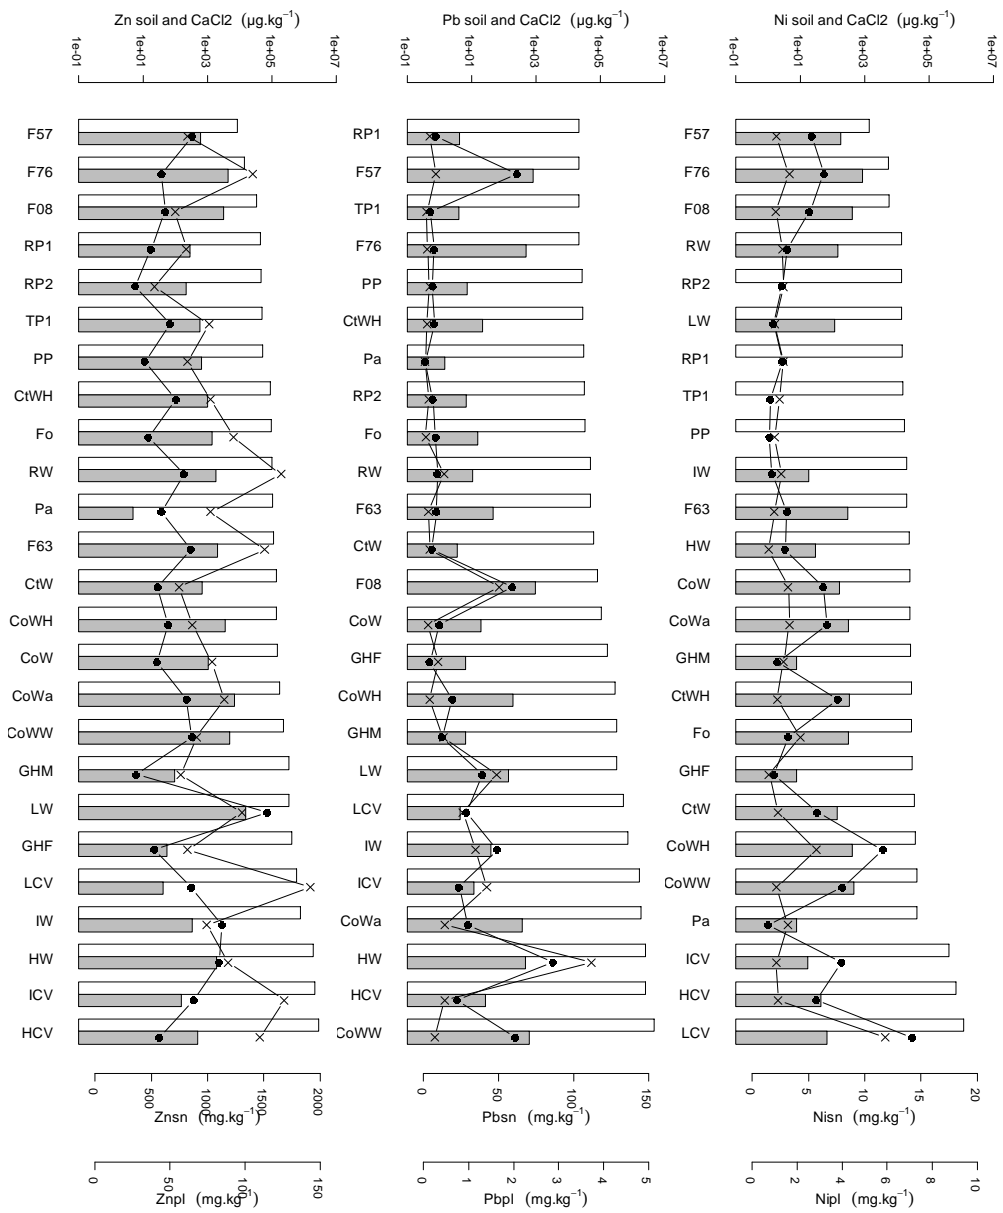 Zn soil and CaCl2 (µg.kg⁻¹)
1e-01 1e+03 1e+05 1e+07
F57
F76
F08
RP1
RP2
TP1
PP
CtWH
Fo
RW
Pa
F63
CtW
CoWH
CoW
CoWa
CoWW
GHM
LW
GHF
LCV
IW
HW
ICV
HCV
0 500 1000 1500 2000
Znsn (mg.kg⁻¹)
0 50 100 150
Znpl (mg.kg⁻¹)
Pb soil and CaCl2 (µg.kg⁻¹)
1e-01 1e+01 1e+03 1e+05 1e+07
RP1
F57
TP1
F76
PP
CtWH
Pa
RP2
Fo
RW
F63
CtW
F08
CoW
GHF
CoWH
GHM
LW
LCV
IW
ICV
CoWa
HW
HCV
CoWW
0 50 100 150
Pbsn (mg.kg⁻¹)
0 1 2 3 4 5
Pbpl (mg.kg⁻¹)
Ni soil and CaCl2 (µg.kg⁻¹)
1e-01 1e+01 1e+03 1e+05 1e+07
F57
F76
F08
RW
RP2
LW
RP1
TP1
PP
IW
F63
HW
CoW
CoWa
GHM
CtWH
Fo
GHF
CtW
CoWH
CoWW
Pa
ICV
HCV
LCV
0 5 10 15 20
Nisn (mg.kg⁻¹)
0 2 4 6 8 10
Nipl (mg.kg⁻¹)